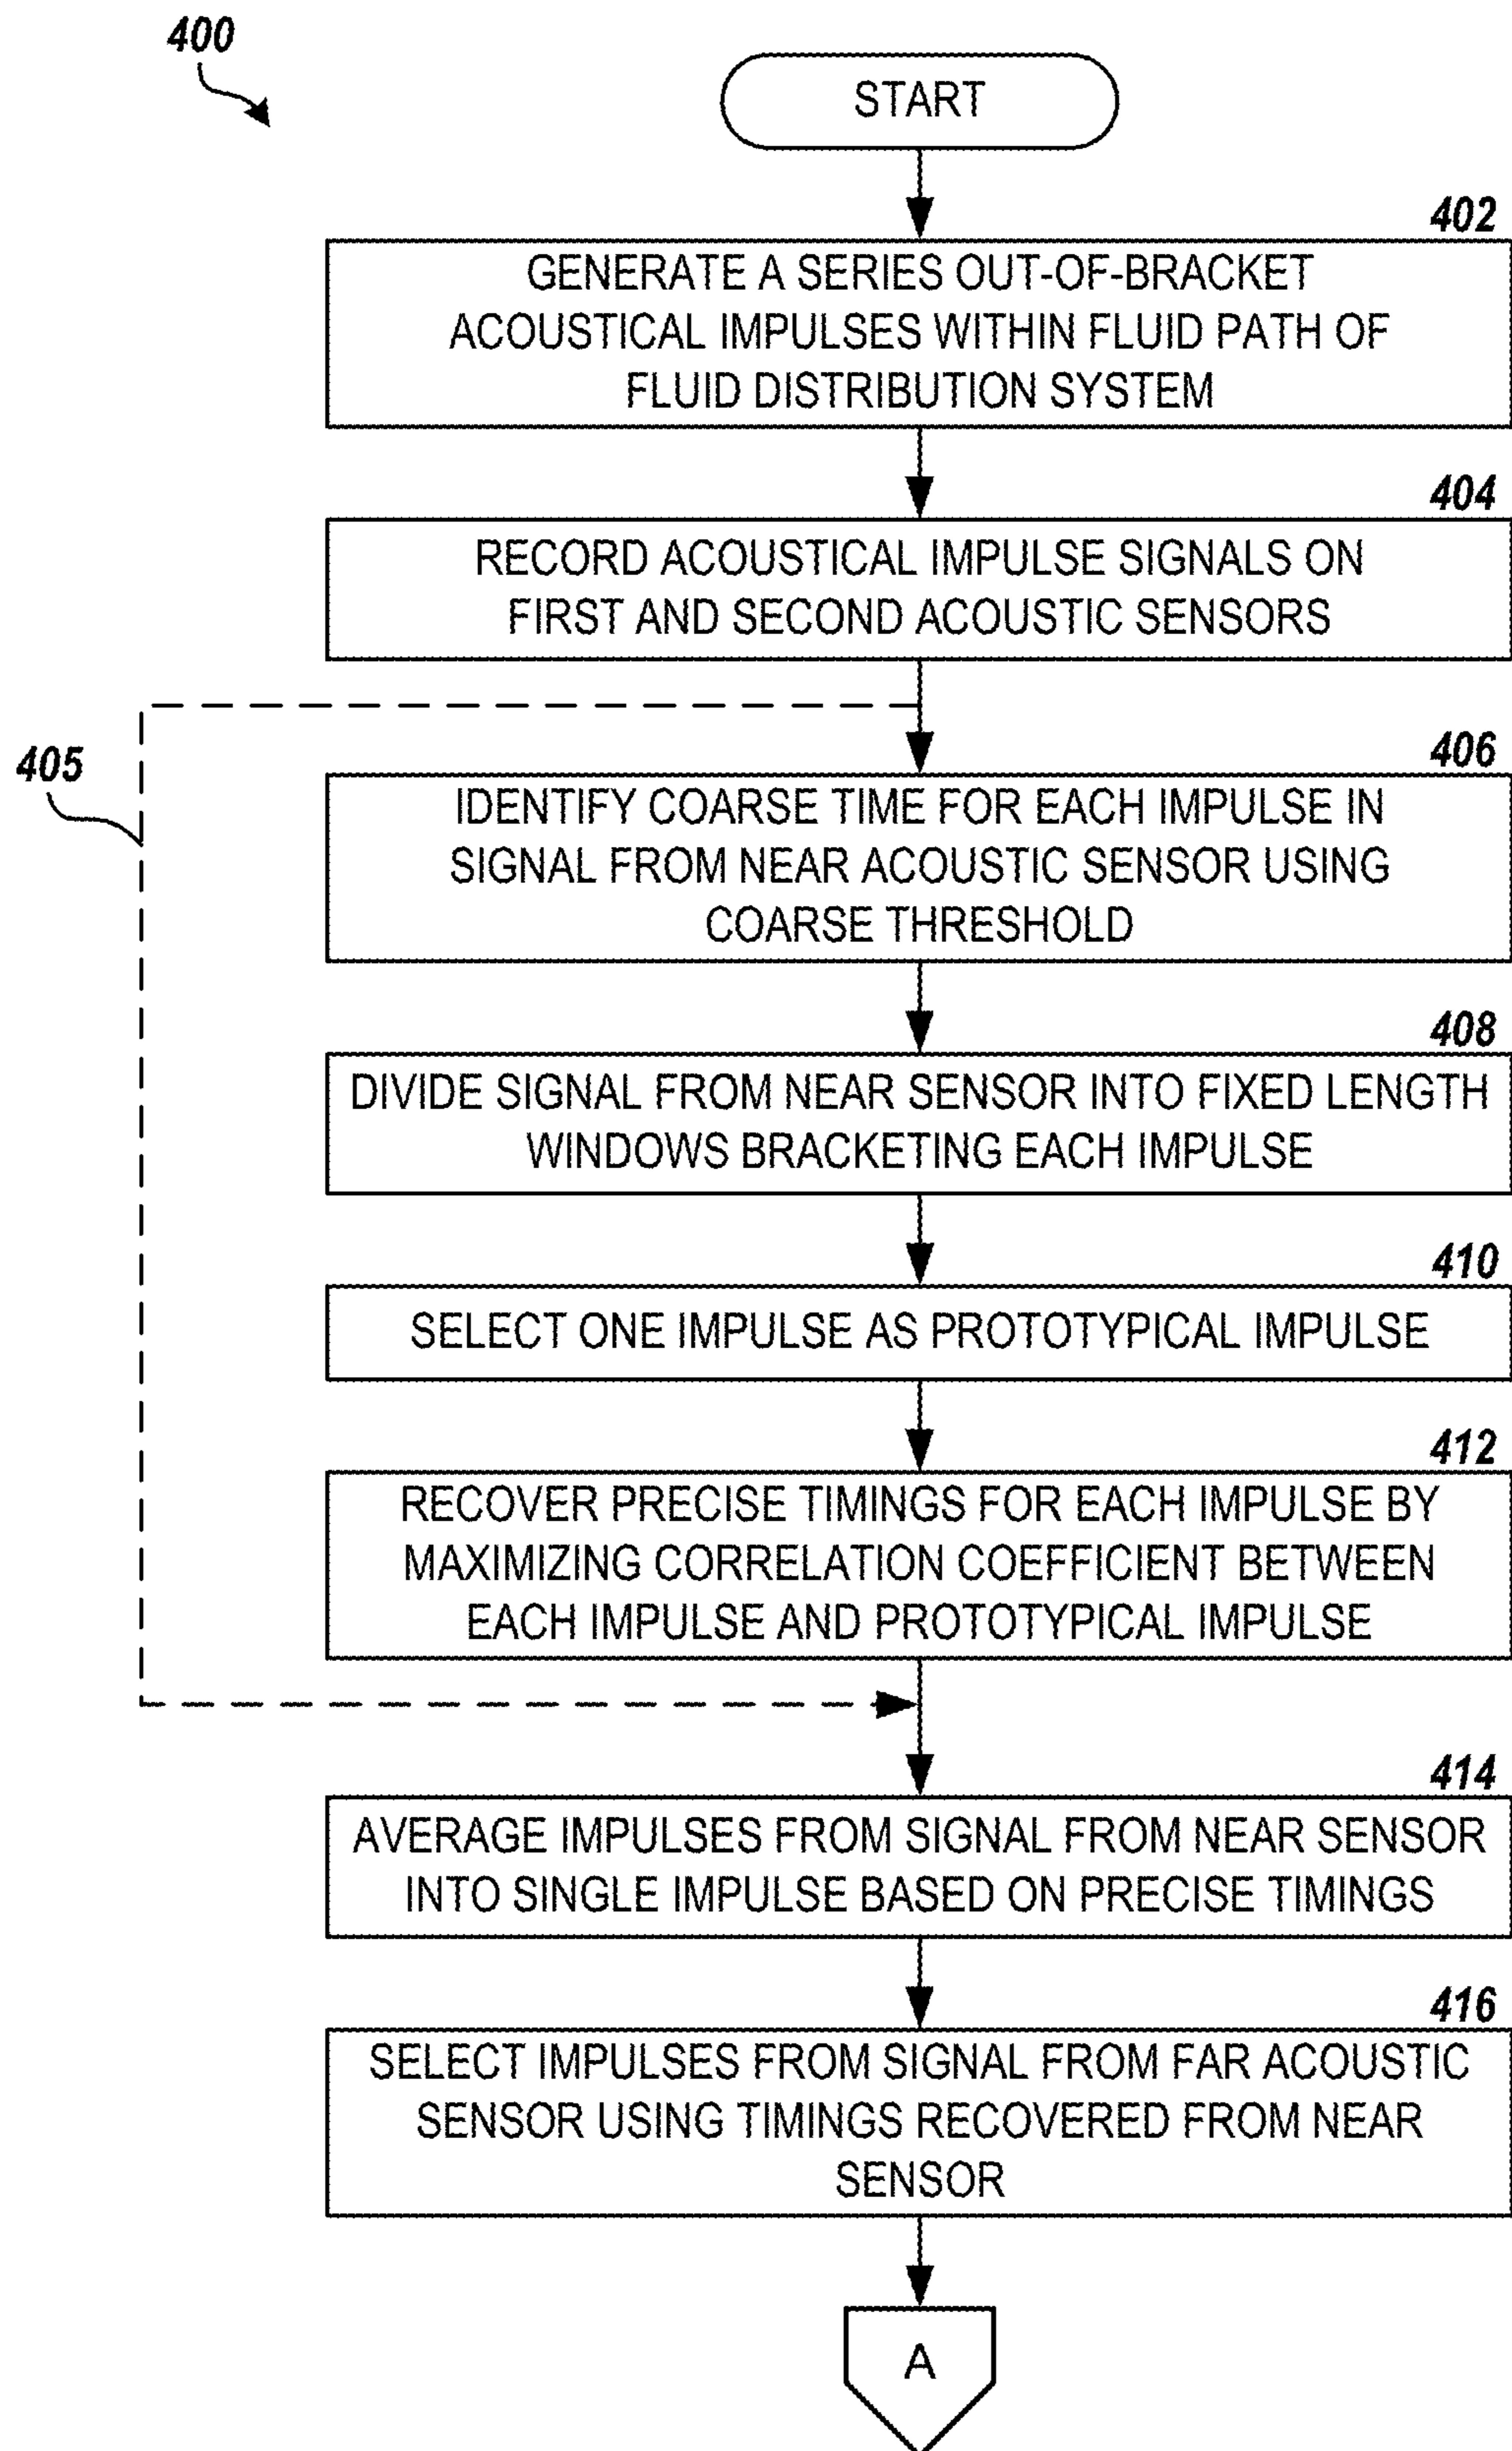 400
START
402
GENERATE A SERIES OUT-OF-BRACKET
ACOUSTICAL IMPULSES WITHIN FLUID PATH OF
FLUID DISTRIBUTION SYSTEM
404
RECORD ACOUSTICAL IMPULSE SIGNALS ON
FIRST AND SECOND ACOUSTIC SENSORS
405
406
IDENTIFY COARSE TIME FOR EACH IMPULSE IN
SIGNAL FROM NEAR ACOUSTIC SENSOR USING
COARSE THRESHOLD
408
DIVIDE SIGNAL FROM NEAR SENSOR INTO FIXED LENGTH
WINDOWS BRACKETING EACH IMPULSE
410
SELECT ONE IMPULSE AS PROTOTYPICAL IMPULSE
412
RECOVER PRECISE TIMINGS FOR EACH IMPULSE BY
MAXIMIZING CORRELATION COEFFICIENT BETWEEN
EACH IMPULSE AND PROTOTYPICAL IMPULSE
414
AVERAGE IMPULSES FROM SIGNAL FROM NEAR SENSOR
INTO SINGLE IMPULSE BASED ON PRECISE TIMINGS
416
SELECT IMPULSES FROM SIGNAL FROM FAR ACOUSTIC
SENSOR USING TIMINGS RECOVERED FROM NEAR
SENSOR
A